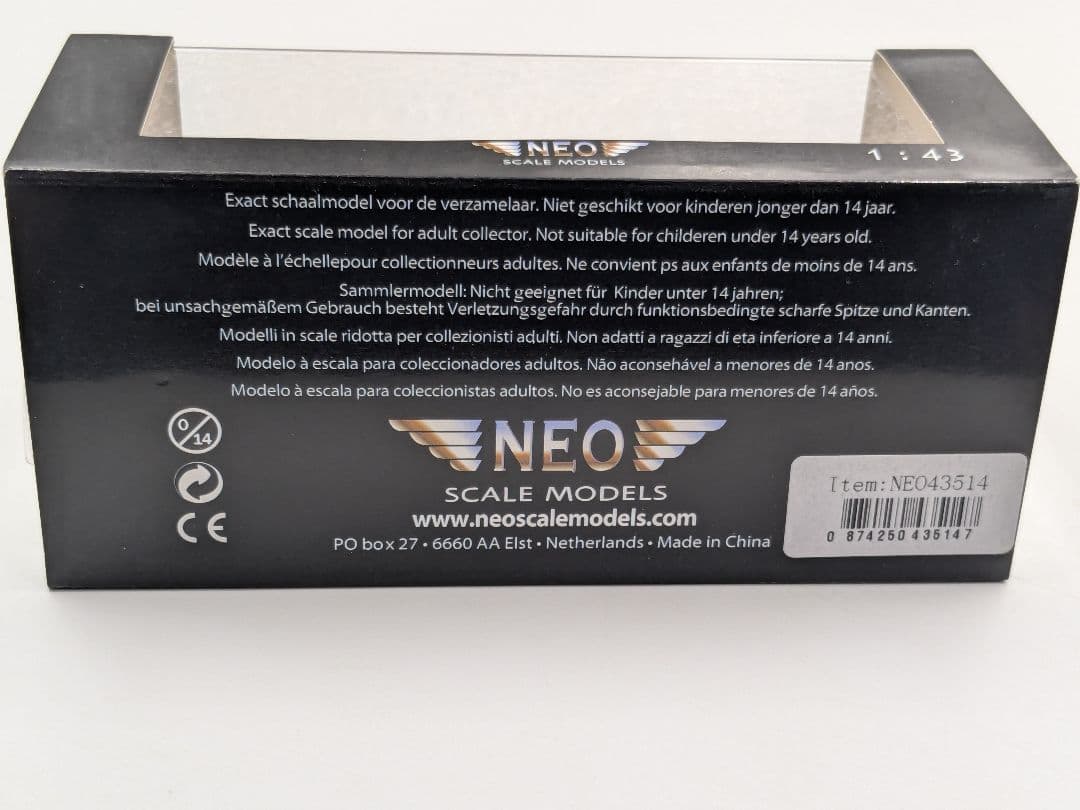 NEO
SCALE MODELS
1:43
Exact schaalmodel voor de verzamelaar. Niet geschikt voor kinderen jonger dan 14 jaar.
Exact scale model for adult collector. Not suitable for childeren under 14 years old.
Modèle à l'échellepour collectionneurs adultes. Ne convient ps aux enfants de moins de 14 ans.
Sammlermodell: Nicht geeignet für Kinder unter 14 jahren;
bei unsachgemäßem Gebrauch besteht Verletzungsgefahr durch funktionsbedingte scharfe Spitze und Kanten.
Modelli in scale ridotta per collezionisti adulti. Non adatti a ragazzi di eta inferiore a 14 anni.
Modelo à escala para coleccionadores adultos. Não aconsehável a menores de 14 anos.
Modelo à escala para coleccionistas adultos. No es aconsejable para menores de 14 años.
0/14
NEO
SCALE MODELS
CE
www.neoscalemodels.com
PO box 27 • 6660 AA Elst • Netherlands • Made in China
Item:NEO43514
0 874250 435147